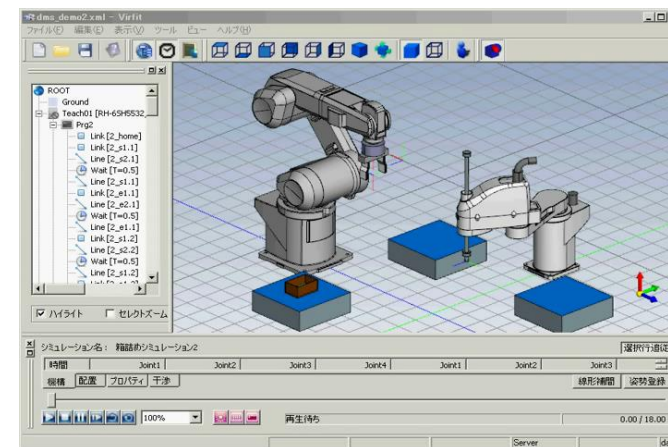 dms_demo2.xml - Virfit
ファイル(F) 編集(E) 表示(V) ツール ビュー ヘルプ(H)
ROOT
Ground
Teach01 [RH-6SH5532_
Prg2
Link [2_home]
Link [2_s1.1]
Line [2_s2.1]
Wait [T=0.5]
Line [2_s1.1]
Link [2_e1.1]
Line [2_e2.1]
Wait [T=0.5]
Line [2_e1.1]
Link [2_s1.2]
Line [2_s2.2]
Wait [T=0.5]
Line [2_s1.2]
ハイライト セレクトズーム
シミュレーション名: 箱詰めシミュレーション2 選択行追従
時間 Joint1 Joint2 Joint3 Joint4 Joint1 Joint2 Joint3
機構 配置 プロパティ 干渉 線形補間 姿勢登録
100% 再生待ち 0.00 / 18.00
Server